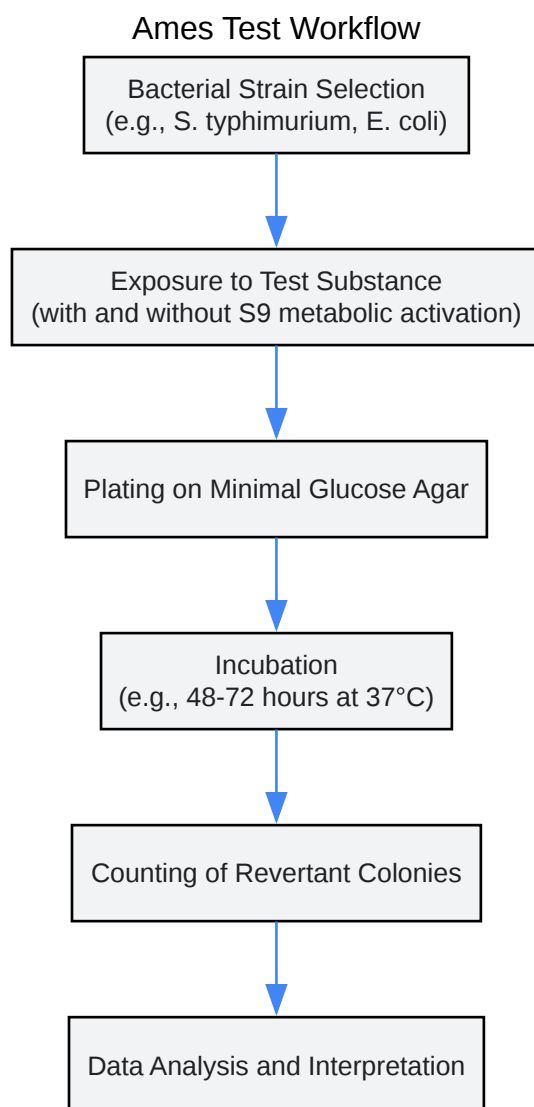 Ames Test Workflow
Bacterial Strain Selection
(e.g., S. typhimurium, E. coli)
Exposure to Test Substance
(with and without S9 metabolic activation)
Plating on Minimal Glucose Agar
Incubation
(e.g., 48-72 hours at 37°C)
Counting of Revertant Colonies
Data Analysis and Interpretation